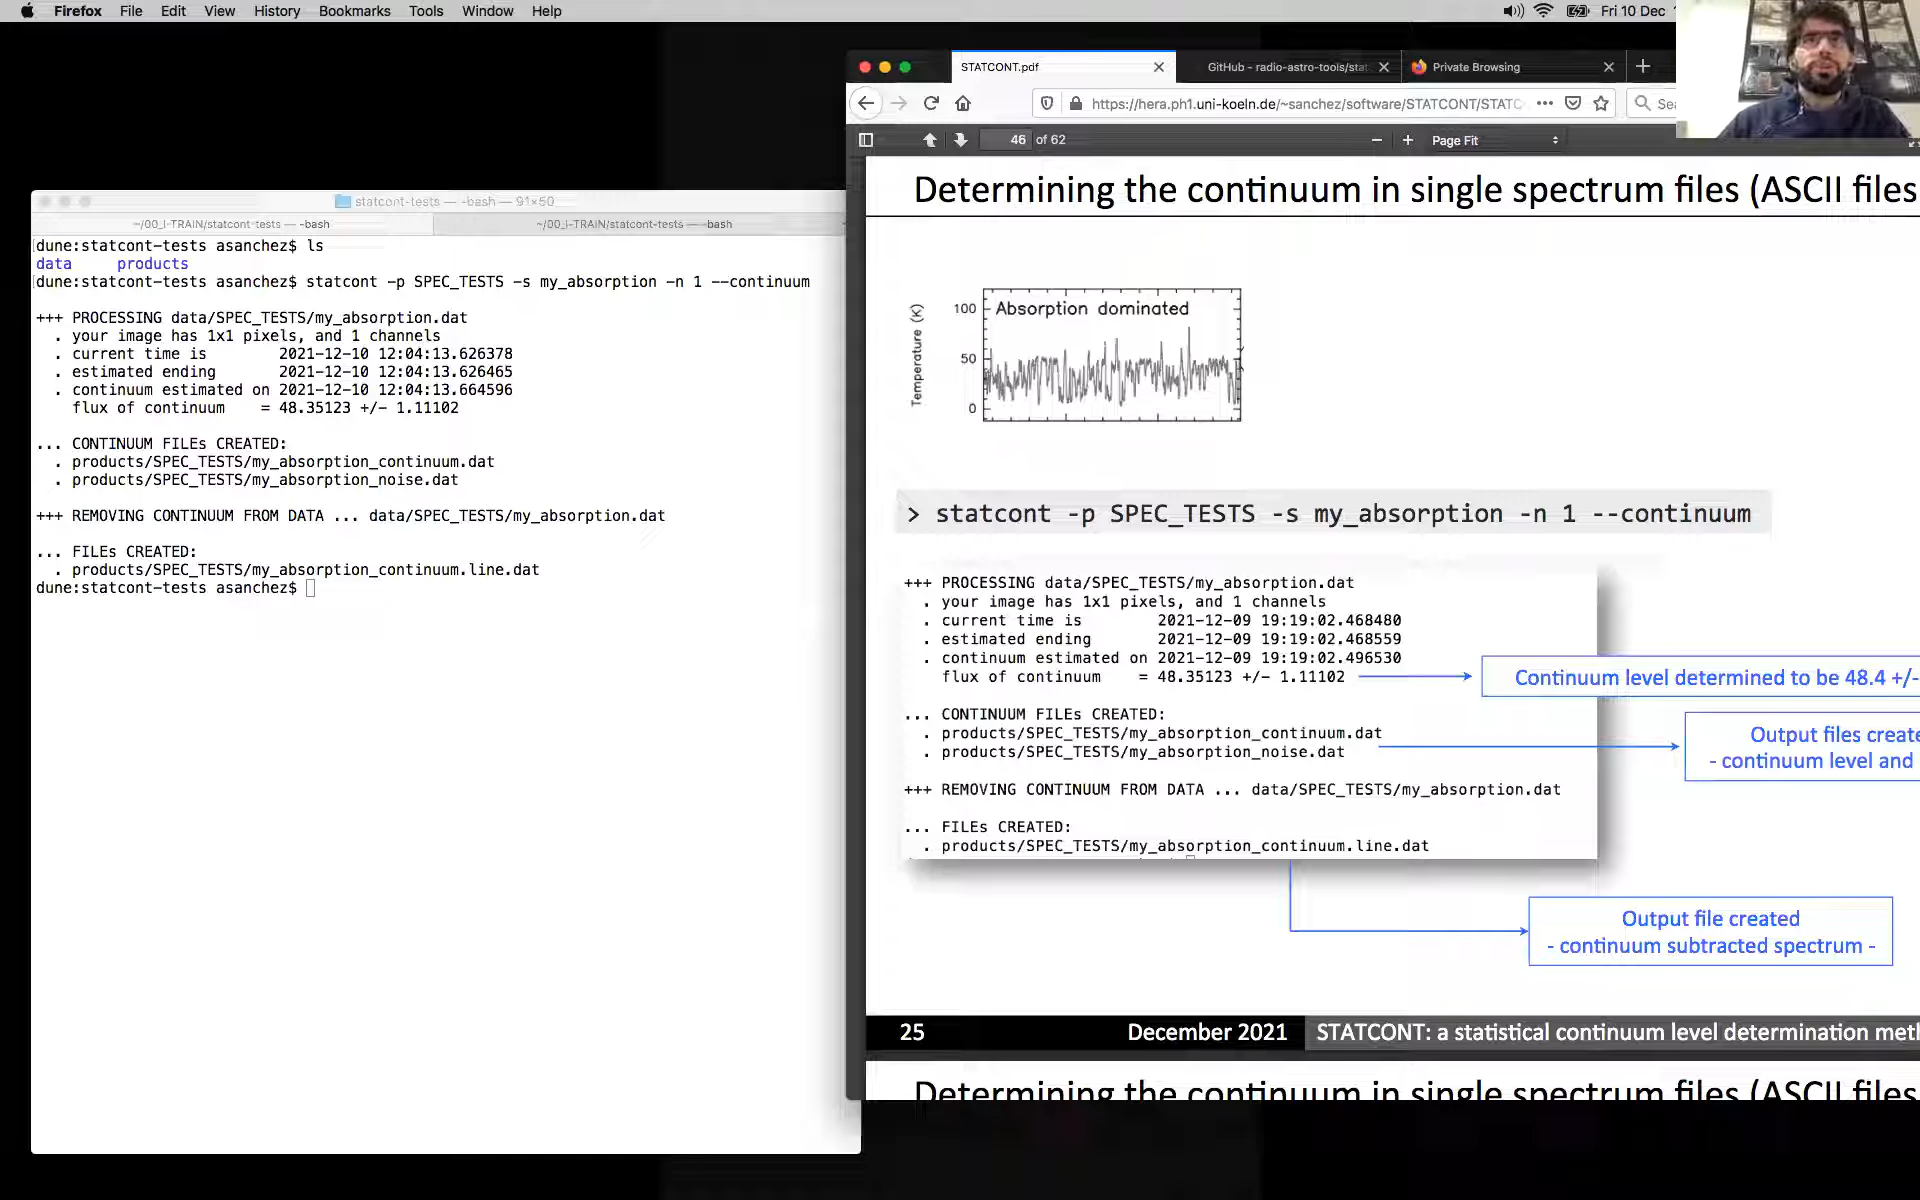 Firefox File Edit View History Bookmarks Tools Window Help
Fri 10 Dec
STATCONT.pdf
GitHub - radio-astro-tools/stat
Private Browsing
https://hera.ph1.uni-koeln.de/~sanchez/software/STATCONT/STATC
46 of 62
Page Fit
statcont-tests — -bash — 91×50
~/00_I-TRAIN/statcont-tests — -bash
~/00_I-TRAIN/statcont-tests — -bash
dune:statcont-tests asanchez$ ls
data products
dune:statcont-tests asanchez$ statcont -p SPEC_TESTS -s my_absorption -n 1 --continuum
+++ PROCESSING data/SPEC_TESTS/my_absorption.dat
. your image has 1x1 pixels, and 1 channels
. current time is 2021-12-10 12:04:13.626378
. estimated ending 2021-12-10 12:04:13.626465
. continuum estimated on 2021-12-10 12:04:13.664596
flux of continuum = 48.35123 +/- 1.11102
... CONTINUUM FILEs CREATED:
. products/SPEC_TESTS/my_absorption_continuum.dat
. products/SPEC_TESTS/my_absorption_noise.dat
+++ REMOVING CONTINUUM FROM DATA ... data/SPEC_TESTS/my_absorption.dat
... FILEs CREATED:
. products/SPEC_TESTS/my_absorption_continuum.line.dat
dune:statcont-tests asanchez$
Determining the continuum in single spectrum files (ASCII files
Absorption dominated
Temperature (K)
100
50
0
> statcont -p SPEC_TESTS -s my_absorption -n 1 --continuum
+++ PROCESSING data/SPEC_TESTS/my_absorption.dat
. your image has 1x1 pixels, and 1 channels
. current time is 2021-12-09 19:19:02.468480
. estimated ending 2021-12-09 19:19:02.468559
. continuum estimated on 2021-12-09 19:19:02.496530
flux of continuum = 48.35123 +/- 1.11102
Continuum level determined to be 48.4 +/-
... CONTINUUM FILEs CREATED:
. products/SPEC_TESTS/my_absorption_continuum.dat
. products/SPEC_TESTS/my_absorption_noise.dat
Output files create
- continuum level and
+++ REMOVING CONTINUUM FROM DATA ... data/SPEC_TESTS/my_absorption.dat
... FILEs CREATED:
. products/SPEC_TESTS/my_absorption_continuum.line.dat
Output file created
- continuum subtracted spectrum -
25 December 2021 STATCONT: a statistical continuum level determination met
Determining the continuum in single spectrum files (ASCII files